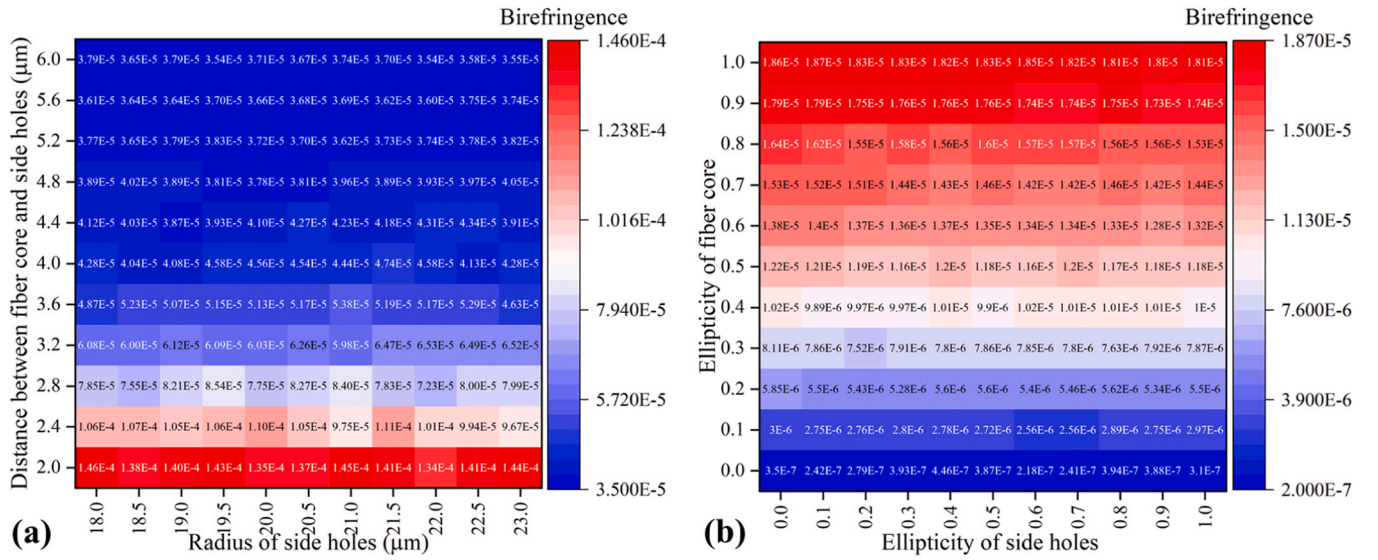 Birefringence
Distance between fiber core and side holes (μm)
6.0 3.79E-5 3.65E-5 3.79E-5 3.54E-5 3.71E-5 3.67E-5 3.74E-5 3.70E-5 3.54E-5 3.58E-5 3.55E-5
5.6 3.61E-5 3.64E-5 3.64E-5 3.70E-5 3.66E-5 3.68E-5 3.69E-5 3.62E-5 3.60E-5 3.75E-5 3.74E-5
5.2 3.77E-5 3.65E-5 3.79E-5 3.83E-5 3.72E-5 3.70E-5 3.62E-5 3.73E-5 3.74E-5 3.78E-5 3.82E-5
4.8 3.89E-5 4.02E-5 3.89E-5 3.81E-5 3.78E-5 3.81E-5 3.96E-5 3.89E-5 3.93E-5 3.97E-5 4.05E-5
4.4 4.12E-5 4.03E-5 3.87E-5 3.93E-5 4.10E-5 4.27E-5 4.23E-5 4.18E-5 4.31E-5 4.34E-5 3.91E-5
4.0 4.28E-5 4.04E-5 4.08E-5 4.58E-5 4.56E-5 4.54E-5 4.44E-5 4.74E-5 4.58E-5 4.13E-5 4.28E-5
3.6 4.87E-5 5.23E-5 5.07E-5 5.15E-5 5.13E-5 5.17E-5 5.38E-5 5.19E-5 5.17E-5 5.29E-5 4.63E-5
3.2 6.08E-5 6.00E-5 6.12E-5 6.09E-5 6.03E-5 6.26E-5 5.98E-5 6.47E-5 6.53E-5 6.49E-5 6.52E-5
2.8 7.85E-5 7.55E-5 8.21E-5 8.54E-5 7.75E-5 8.27E-5 8.40E-5 7.83E-5 7.23E-5 8.00E-5 7.99E-5
2.4 1.06E-4 1.07E-4 1.05E-4 1.06E-4 1.10E-4 1.05E-4 9.75E-5 1.11E-4 1.01E-4 9.94E-5 9.67E-5
2.0 1.46E-4 1.38E-4 1.40E-4 1.43E-4 1.35E-4 1.37E-4 1.45E-4 1.41E-4 1.34E-4 1.41E-4 1.44E-4
18.0 18.5 19.0 19.5 20.0 20.5 21.0 21.5 22.0 22.5 23.0
Radius of side holes (μm)
(a)
1.460E-4
1.238E-4
1.016E-4
7.940E-5
5.720E-5
3.500E-5
Birefringence
Ellipticity of fiber core
1.0 1.86E-5 1.87E-5 1.83E-5 1.83E-5 1.82E-5 1.83E-5 1.85E-5 1.82E-5 1.81E-5 1.8E-5 1.81E-5
0.9 1.79E-5 1.79E-5 1.75E-5 1.76E-5 1.76E-5 1.76E-5 1.74E-5 1.74E-5 1.75E-5 1.73E-5 1.74E-5
0.8 1.64E-5 1.62E-5 1.55E-5 1.58E-5 1.56E-5 1.6E-5 1.57E-5 1.57E-5 1.56E-5 1.56E-5 1.53E-5
0.7 1.53E-5 1.52E-5 1.51E-5 1.44E-5 1.43E-5 1.46E-5 1.42E-5 1.42E-5 1.46E-5 1.42E-5 1.44E-5
0.6 1.38E-5 1.4E-5 1.37E-5 1.36E-5 1.37E-5 1.35E-5 1.34E-5 1.34E-5 1.33E-5 1.28E-5 1.32E-5
0.5 1.22E-5 1.21E-5 1.19E-5 1.16E-5 1.2E-5 1.18E-5 1.16E-5 1.2E-5 1.17E-5 1.18E-5 1.18E-5
0.4 1.02E-5 9.89E-6 9.97E-6 9.97E-6 1.01E-5 9.9E-6 1.02E-5 1.01E-5 1.01E-5 1.01E-5 1E-5
0.3 8.11E-6 7.86E-6 7.52E-6 7.91E-6 7.8E-6 7.86E-6 7.85E-6 7.8E-6 7.63E-6 7.92E-6 7.87E-6
0.2 5.85E-6 5.5E-6 5.43E-6 5.28E-6 5.6E-6 5.6E-6 5.4E-6 5.46E-6 5.62E-6 5.34E-6 5.5E-6
0.1 3E-6 2.75E-6 2.76E-6 2.8E-6 2.78E-6 2.72E-6 2.56E-6 2.56E-6 2.89E-6 2.75E-6 2.97E-6
0.0 3.5E-7 2.42E-7 2.79E-7 3.93E-7 4.46E-7 3.87E-7 2.18E-7 2.41E-7 3.94E-7 3.88E-7 3.1E-7
0.0 0.1 0.2 0.3 0.4 0.5 0.6 0.7 0.8 0.9 1.0
Ellipticity of side holes
(b)
1.870E-5
1.500E-5
1.130E-5
7.600E-6
3.900E-6
2.000E-7